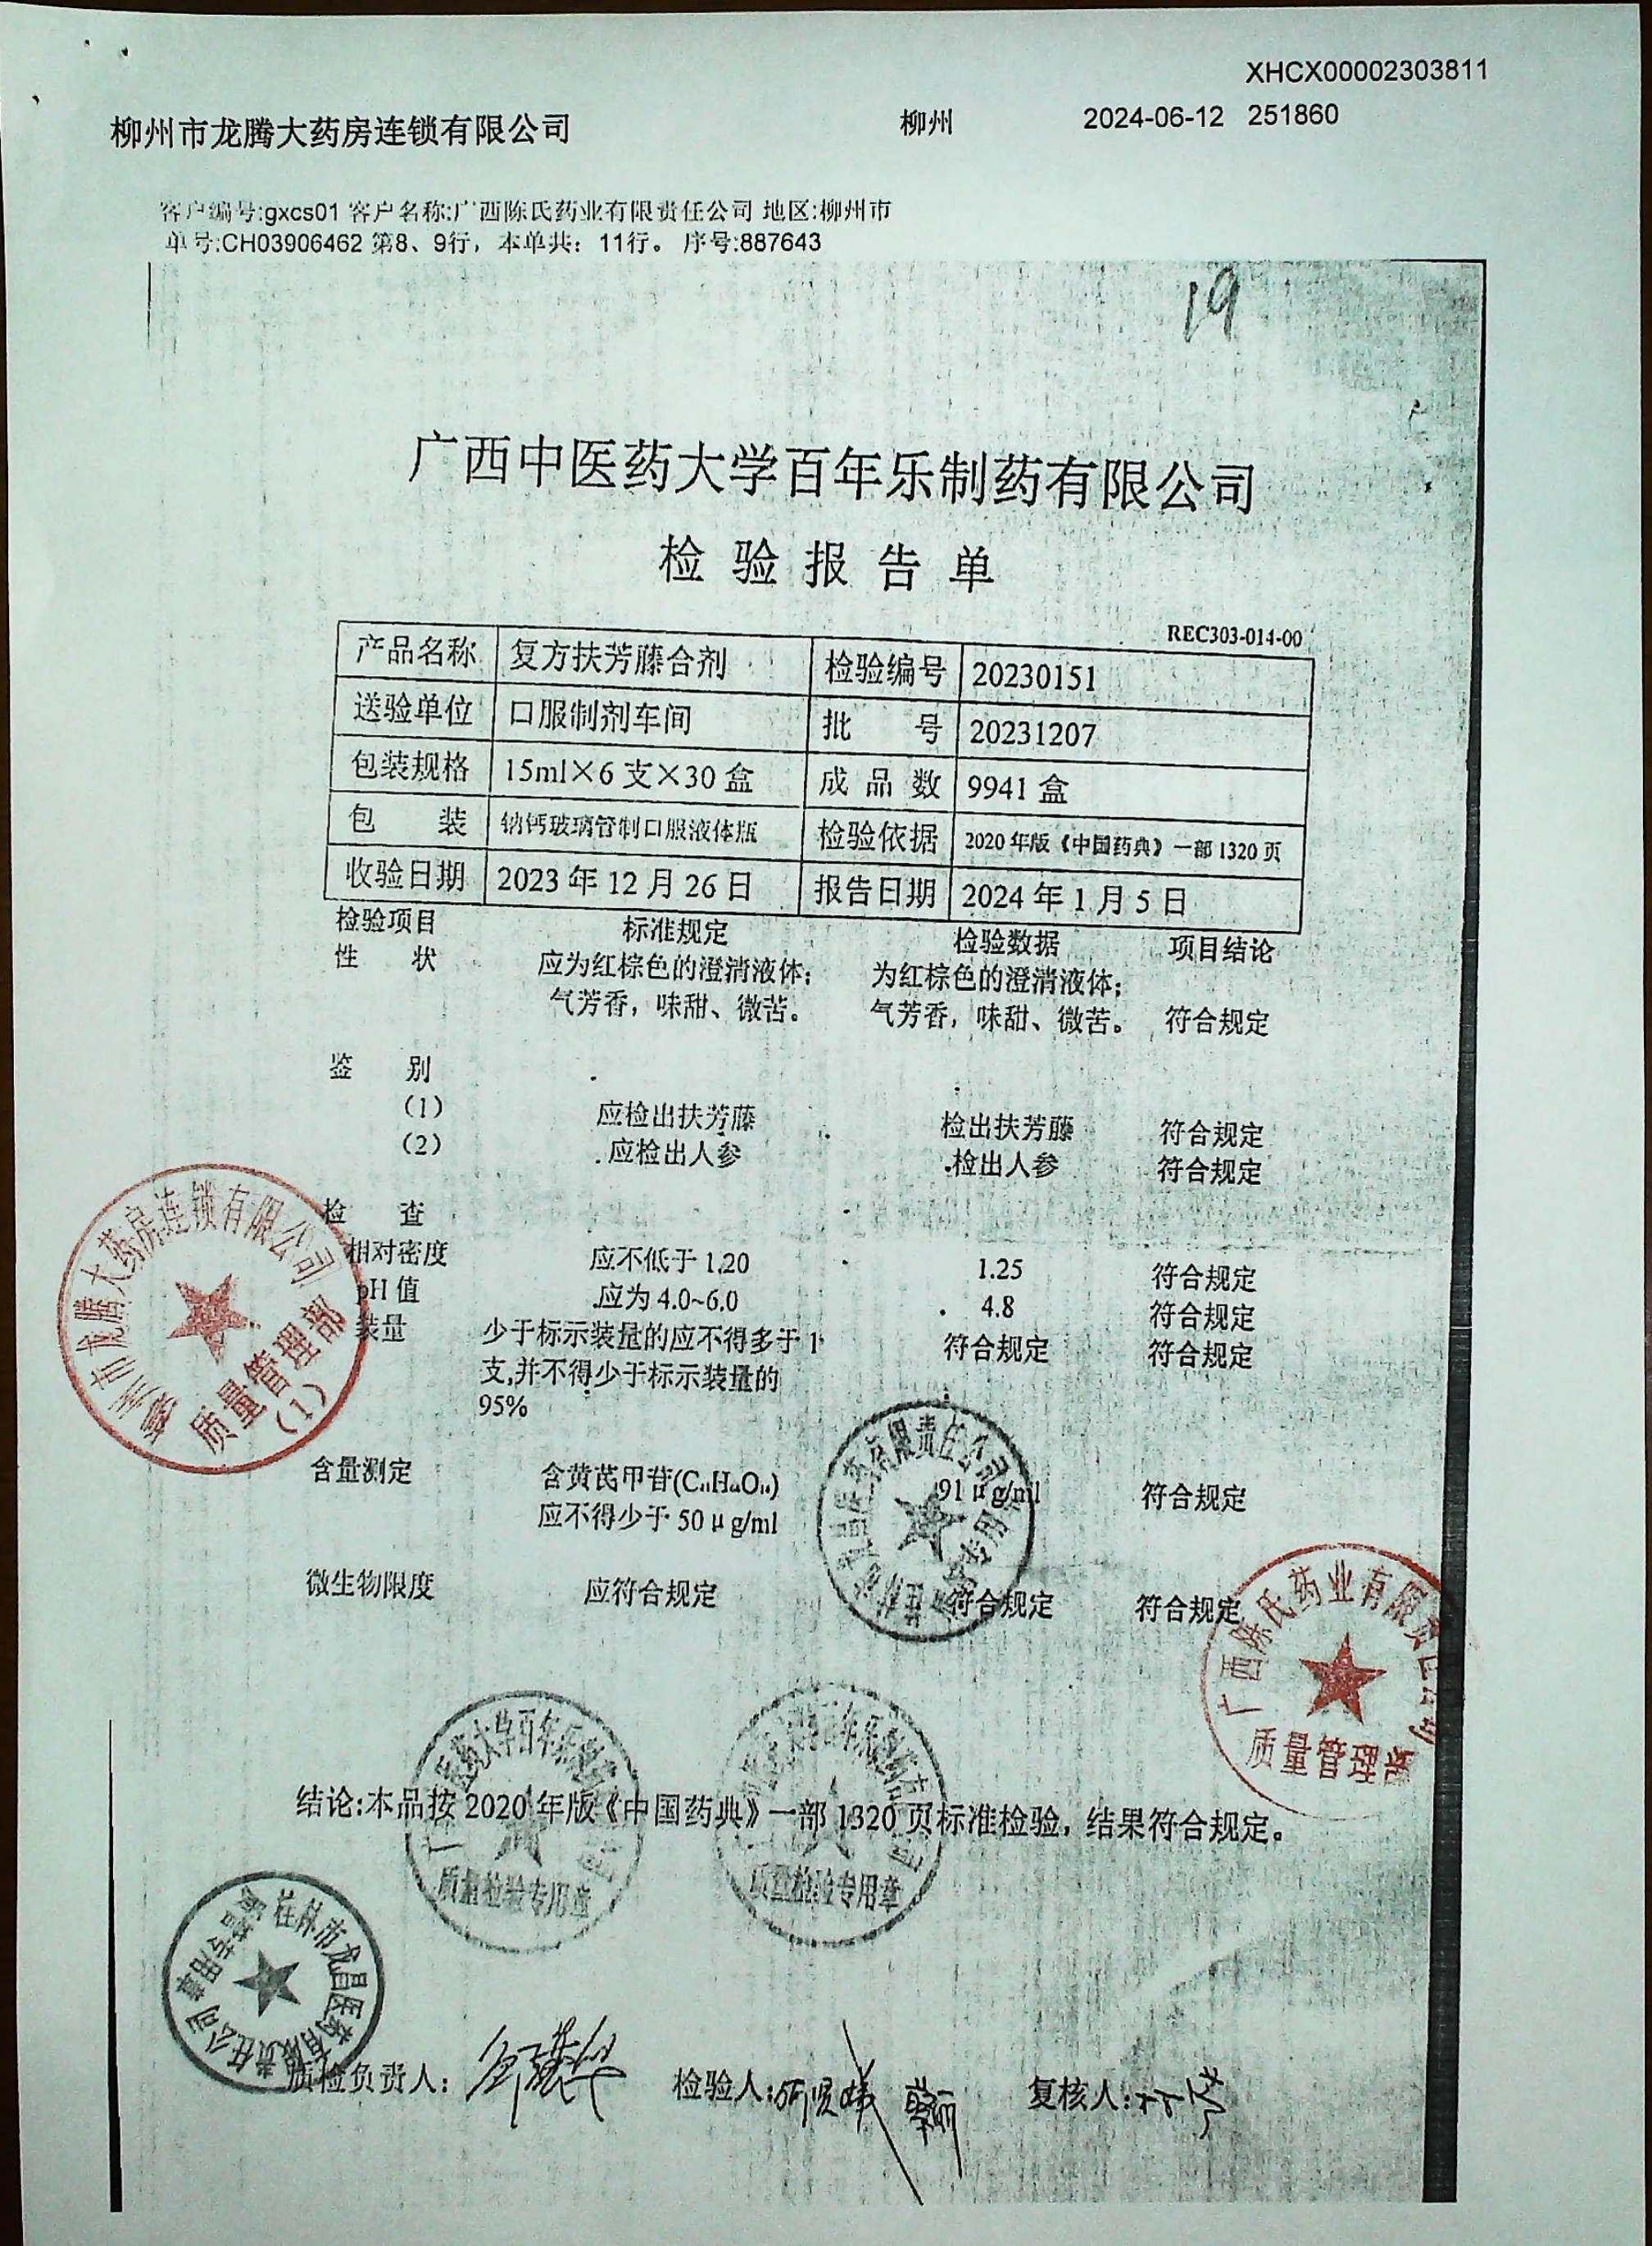 XHCX00002303811
柳州市龙腾大药房连锁有限公司 柳州 2024-06-12 251860
客户编号:gxcs01 客户名称:广西陈氏药业有限责任公司 地区:柳州市
单号:CH03906462 第8、9行，本单共：11行。 序号:887643
19
广西中医药大学百年乐制药有限公司
检验报告单
REC303-014-00
产品名称 复方扶芳藤合剂 检验编号 20230151
送验单位 口服制剂车间 批 号 20231207
包装规格 15ml×6支×30盒 成品数 9941盒
包 装 钠钙玻璃管制口服液体瓶 检验依据 2020年版《中国药典》一部1320页
收验日期 2023年12月26日 报告日期 2024年1月5日
检验项目 标准规定 检验数据 项目结论
性 状 应为红棕色的澄清液体； 为红棕色的澄清液体；
气芳香，味甜、微苦。 气芳香，味甜、微苦。 符合规定
鉴 别
（1） 应检出扶芳藤 检出扶芳藤 符合规定
（2） 应检出人参 检出人参 符合规定
检 查
相对密度 应不低于1.20 1.25 符合规定
pH值 应为4.0~6.0 4.8 符合规定
装量 少于标示装量的应不得多于1 符合规定 符合规定
支,并不得少于标示装量的
95%
含量测定 含黄芪甲苷 91μg/ml 符合规定
应不得少于50μg/ml
微生物限度 应符合规定 符合规定 符合规定
结论:本品按2020年版《中国药典》一部1320页标准检验，结果符合规定。
质检负责人： 检验人: 复核人:
柳州市龙腾大药房连锁有限公司
质量管理部
(1)
广西陈氏药业有限责任公司
质量管理部
质量检验专用章
质量检验专用章
桂林市龙昌医药有限责任公司
质管专用章